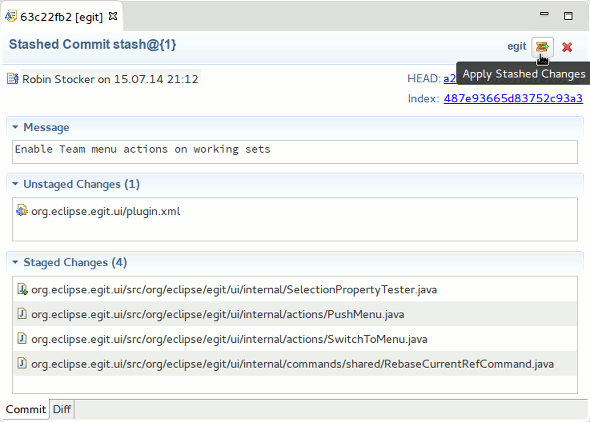 63c22fb2 [egit]
Stashed Commit stash@{1}
egit
Apply Stashed Changes
Robin Stocker on 15.07.14 21:12
HEAD:
Index: 487e93665d83752c93a3
Message
Enable Team menu actions on working sets
Unstaged Changes (1)
org.eclipse.egit.ui/plugin.xml
Staged Changes (4)
org.eclipse.egit.ui/src/org/eclipse/egit/ui/internal/SelectionPropertyTester.java
org.eclipse.egit.ui/src/org/eclipse/egit/ui/internal/actions/PushMenu.java
org.eclipse.egit.ui/src/org/eclipse/egit/ui/internal/actions/SwitchToMenu.java
org.eclipse.egit.ui/src/org/eclipse/egit/ui/internal/commands/shared/RebaseCurrentRefCommand.java
Commit Diff